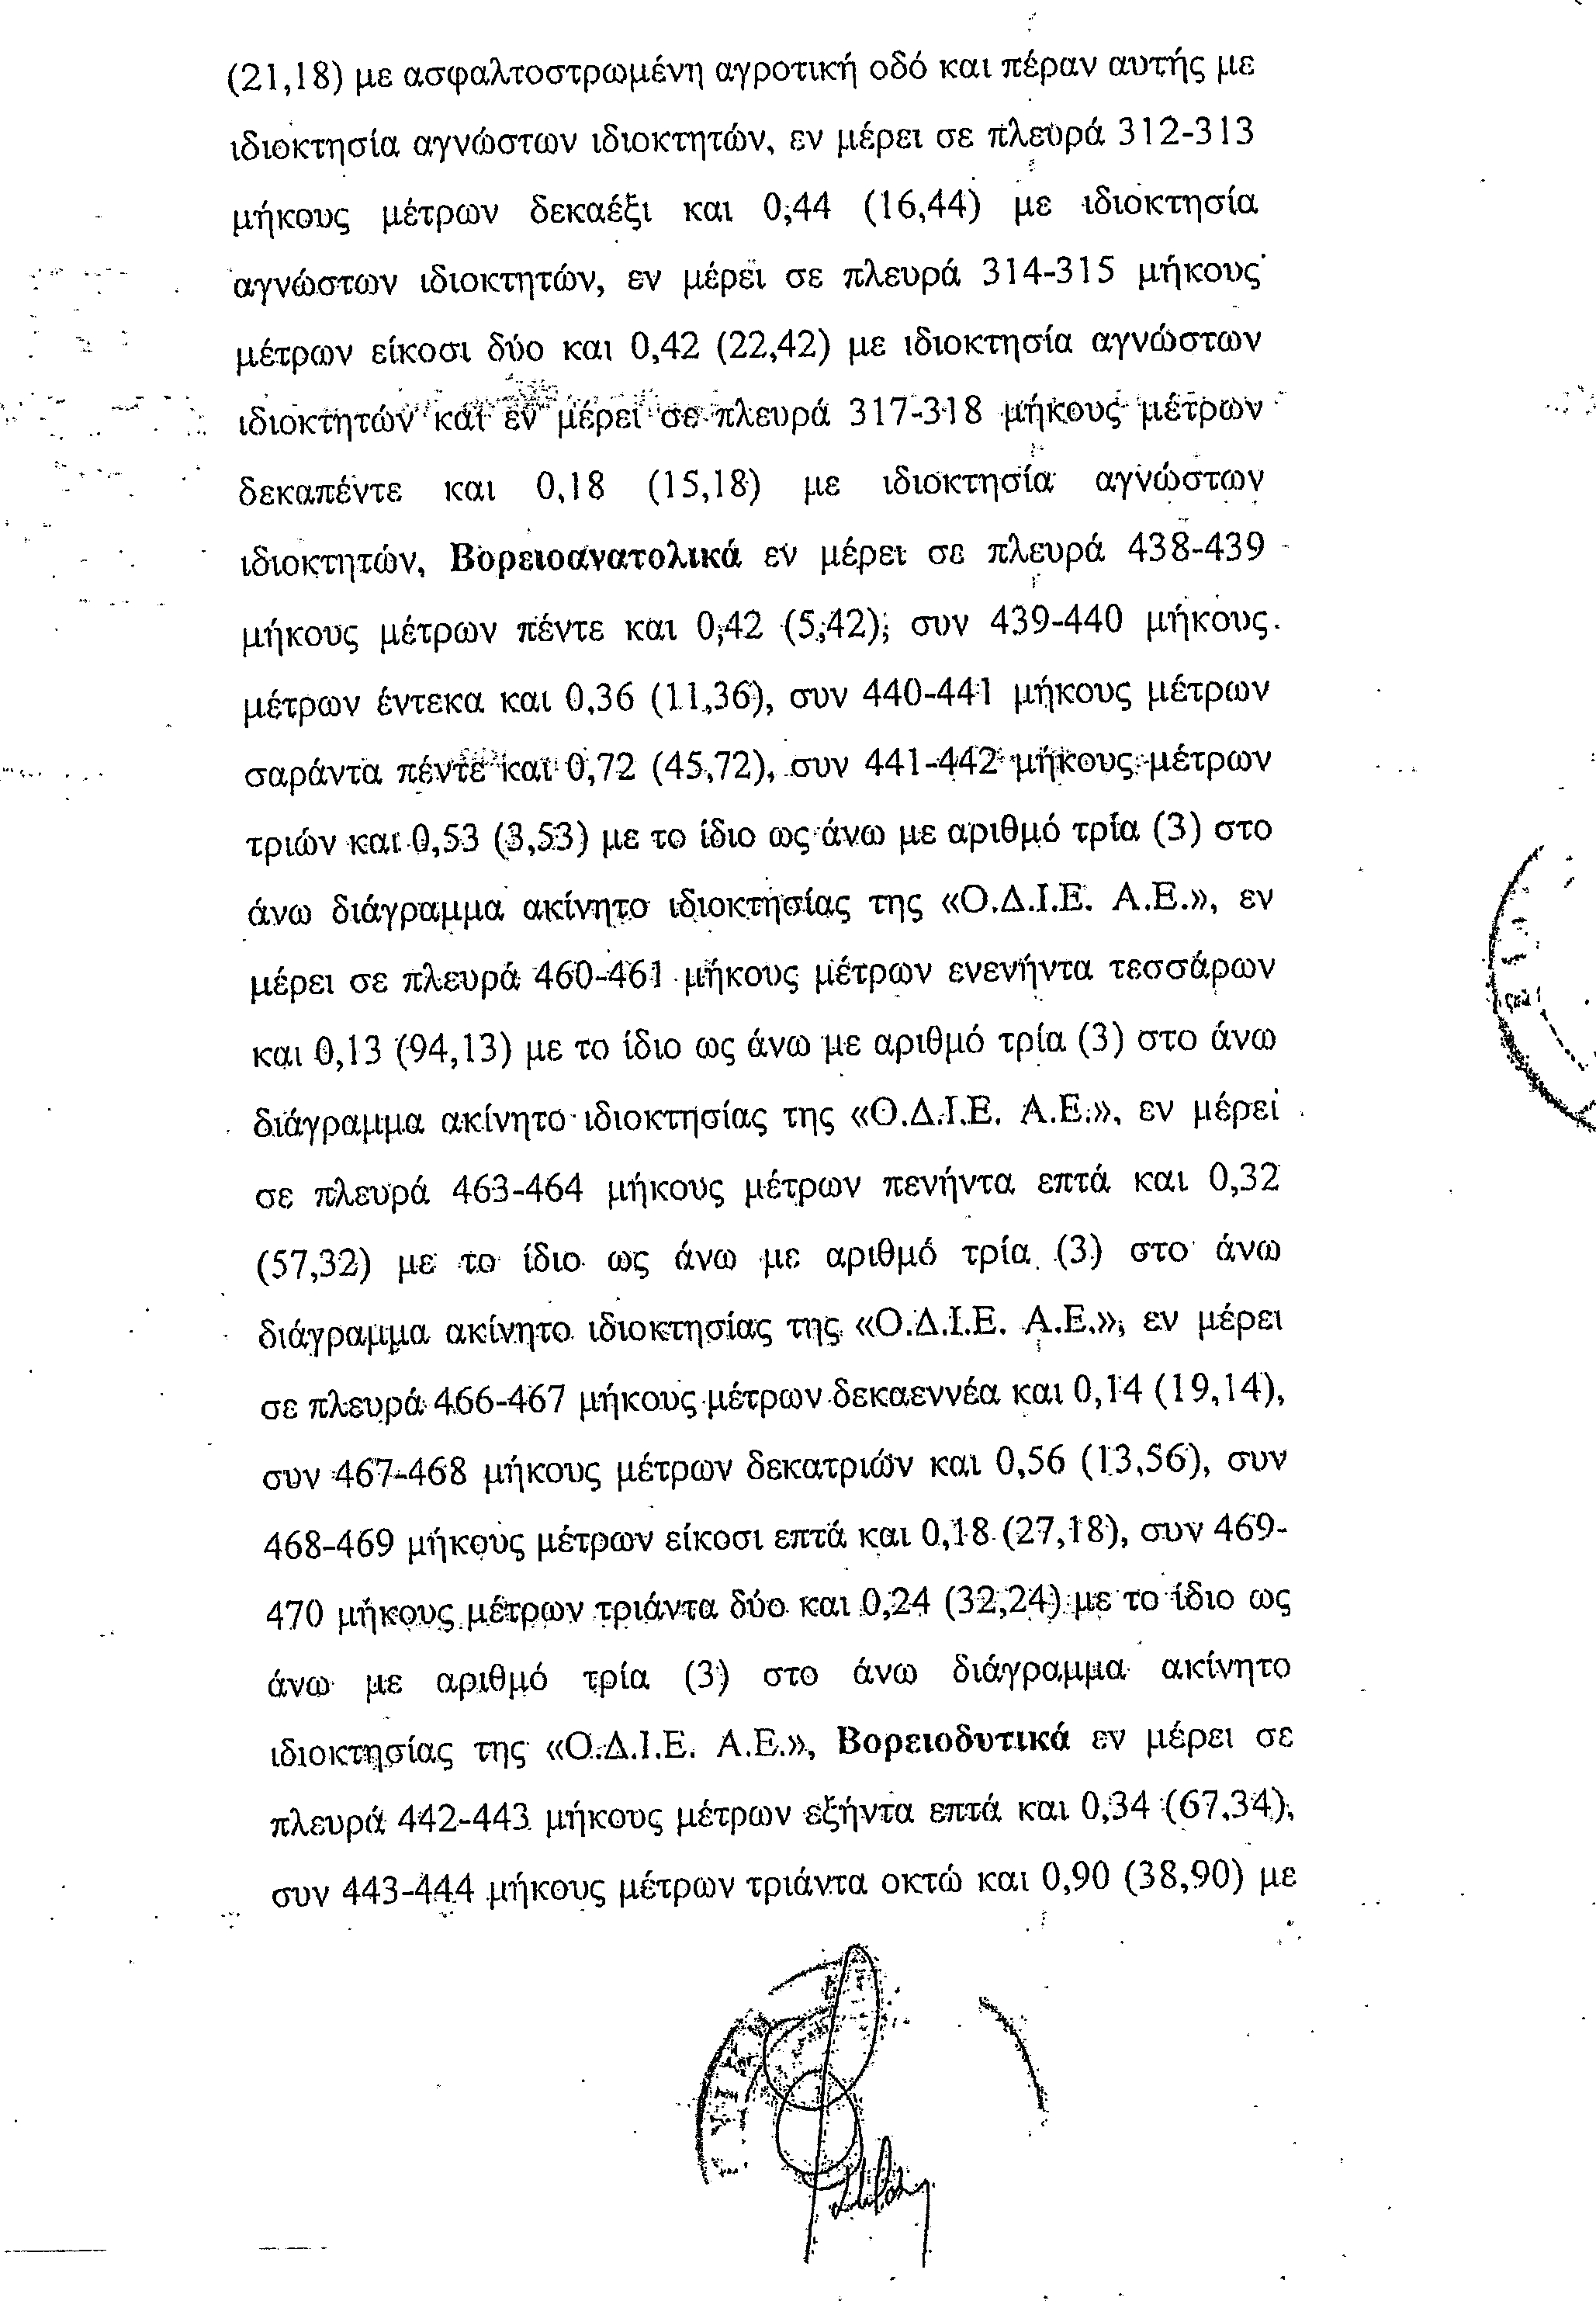 (21,18) με ασφαλτοστρωμένη αγροτική οδό και πέραν αυτής με
ιδιοκτησία αγνώστων ιδιοκτητών, εν μέρει σε πλευρά 312-313
μήκους μέτρων δεκαέξι και 0,44 (16,44) με ιδιοκτησία
αγνώστων ιδιοκτητών, εν μέρει σε πλευρά 314-315 μήκους
μέτρων είκοσι δύο και 0,42 (22,42) με ιδιοκτησία αγνώστων
ιδιοκτητών και εν μέρει σε πλευρά 317-318 μήκους μέτρων
δεκαπέντε και 0,18 (15,18) με ιδιοκτησία αγνώστων
ιδιοκτητών, Βορειοανατολικά εν μέρει σε πλευρά 438-439
μήκους μέτρων πέντε και 0,42 (5,42), συν 439-440 μήκους
μέτρων έντεκα και 0,36 (11,36), συν 440-441 μήκους μέτρων
σαράντα πέντε και 0,72 (45,72), συν 441-442 μήκους μέτρων
τριών και 0,53 (3,53) με το ίδιο ως άνω με αριθμό τρία (3) στο
άνω διάγραμμα ακίνητο ιδιοκτησίας της «Ο.Δ.Ι.Ε. Α.Ε.», εν
μέρει σε πλευρά 460-461 μήκους μέτρων ενενήντα τεσσάρων
και 0,13 (94,13) με το ίδιο ως άνω με αριθμό τρία (3) στο άνω
διάγραμμα ακίνητο ιδιοκτησίας της «Ο.Δ.Ι.Ε. Α.Ε.», εν μέρει
σε πλευρά 463-464 μήκους μέτρων πενήντα επτά και 0,32
(57,32) με το ίδιο ως άνω με αριθμό τρία (3) στο άνω
διάγραμμα ακίνητο ιδιοκτησίας της «Ο.Δ.Ι.Ε. Α.Ε.», εν μέρει
σε πλευρά 466-467 μήκους μέτρων δεκαεννέα και 0,14 (19,14),
συν 467-468 μήκους μέτρων δεκατριών και 0,56 (13,56), συν
468-469 μήκους μέτρων είκοσι επτά και 0,18 (27,18), συν 469-
470 μήκους μέτρων τριάντα δύο και 0,24 (32,24) με το ίδιο ως
άνω με αριθμό τρία (3) στο άνω διάγραμμα ακίνητο
ιδιοκτησίας της «Ο.Δ.Ι.Ε. Α.Ε.», Βορειοδυτικά εν μέρει σε
πλευρά 442-443 μήκους μέτρων εξήντα επτά και 0,34 (67,34),
συν 443-444 μήκους μέτρων τριάντα οκτώ και 0,90 (38,90) με